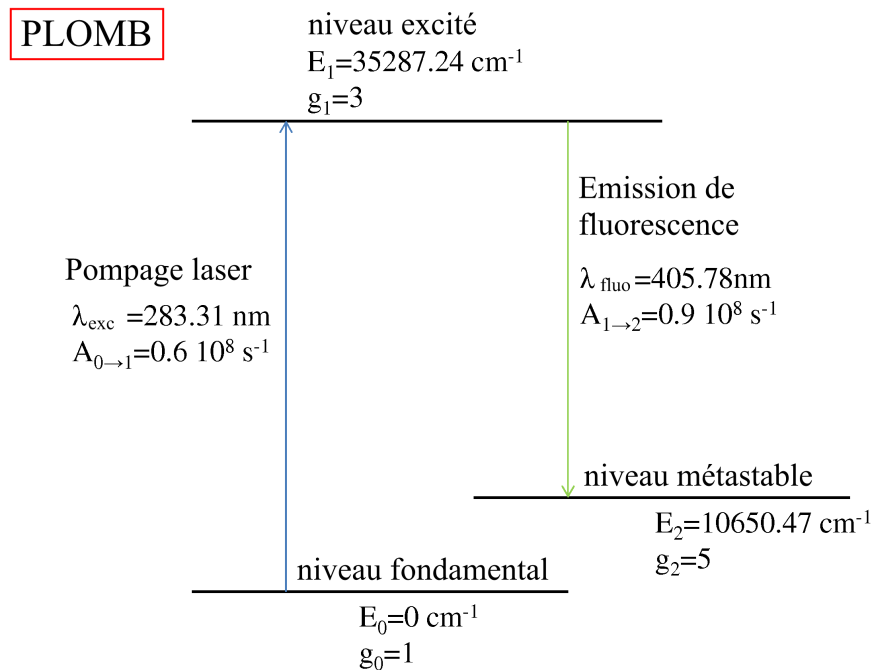 PLOMB
niveau excité
E₁=35287.24 cm⁻¹
g₁=3
Emission de
fluorescence
λ fluo =405.78nm
A₁→₂=0.9 10⁸ s⁻¹
Pompage laser
λexc =283.31 nm
A₀→₁=0.6 10⁸ s⁻¹
niveau métastable
E₂=10650.47 cm⁻¹
g₂=5
niveau fondamental
E₀=0 cm⁻¹
g₀=1